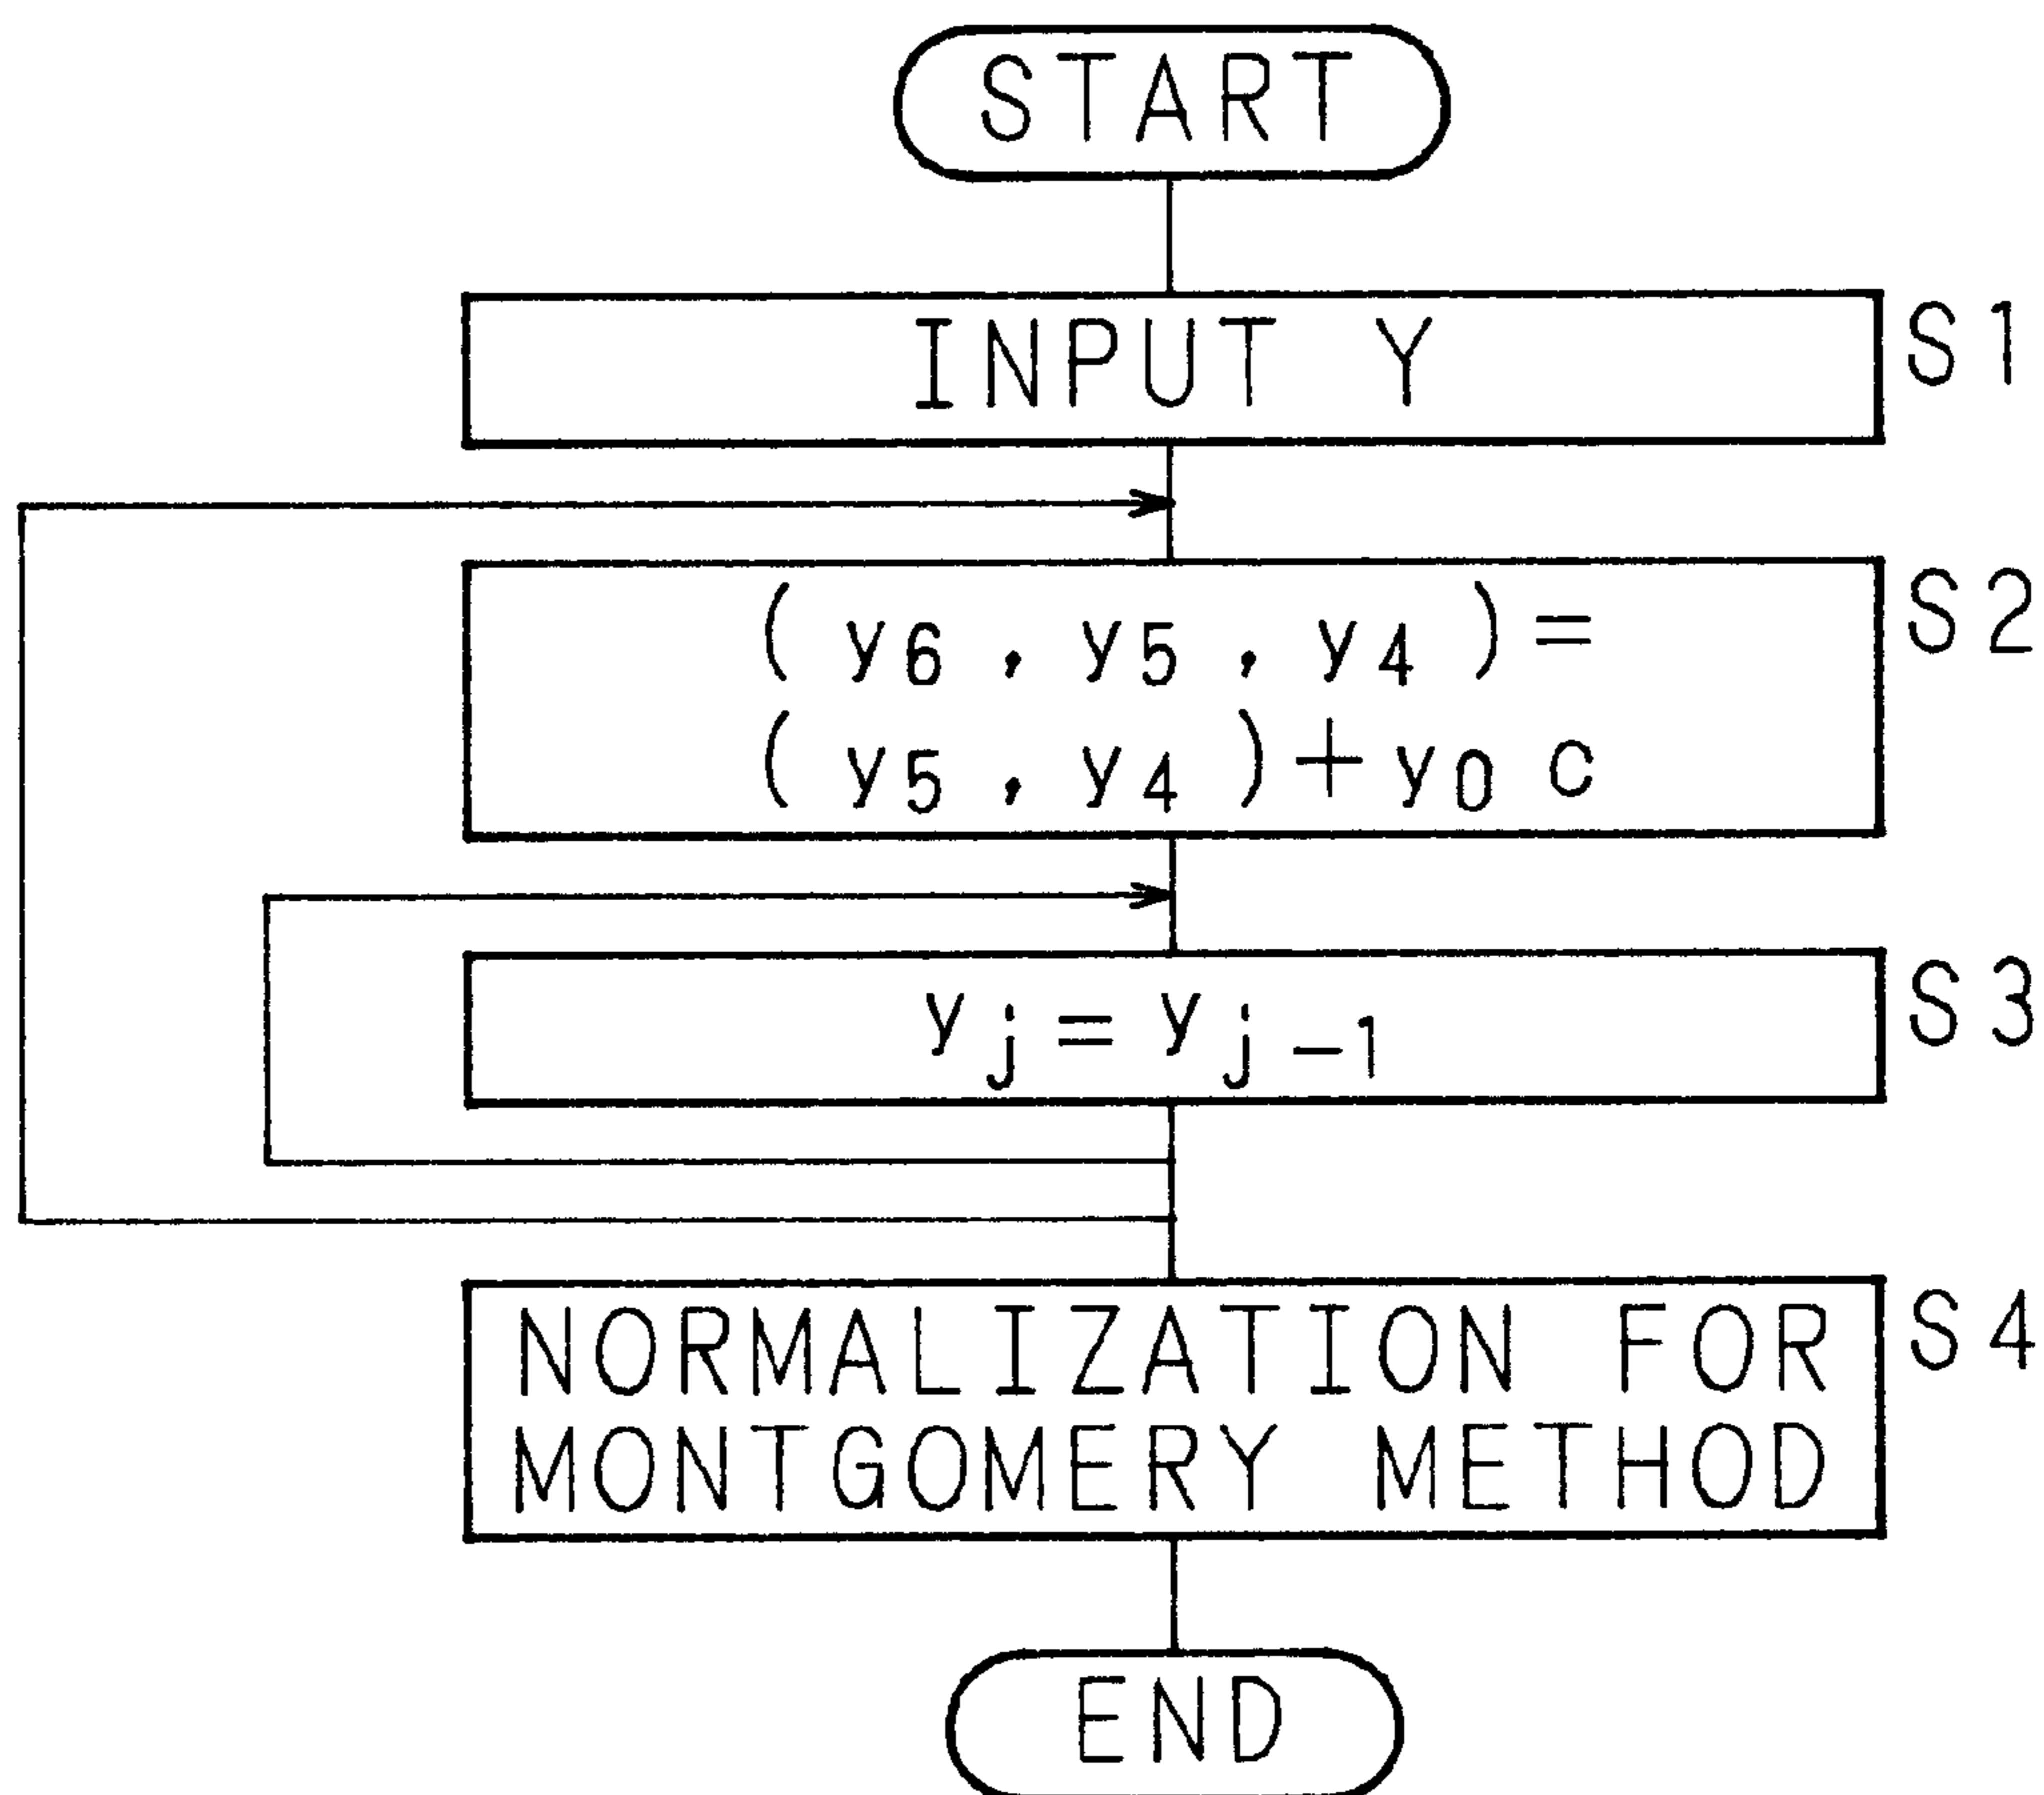 START
INPUT Y
S1
(y₆, y₅, y₄)=
(y₅, y₄)+y₀c
S2
yⱼ=yⱼ₋₁
S3
NORMALIZATION FOR
MONTGOMERY METHOD
S4
END